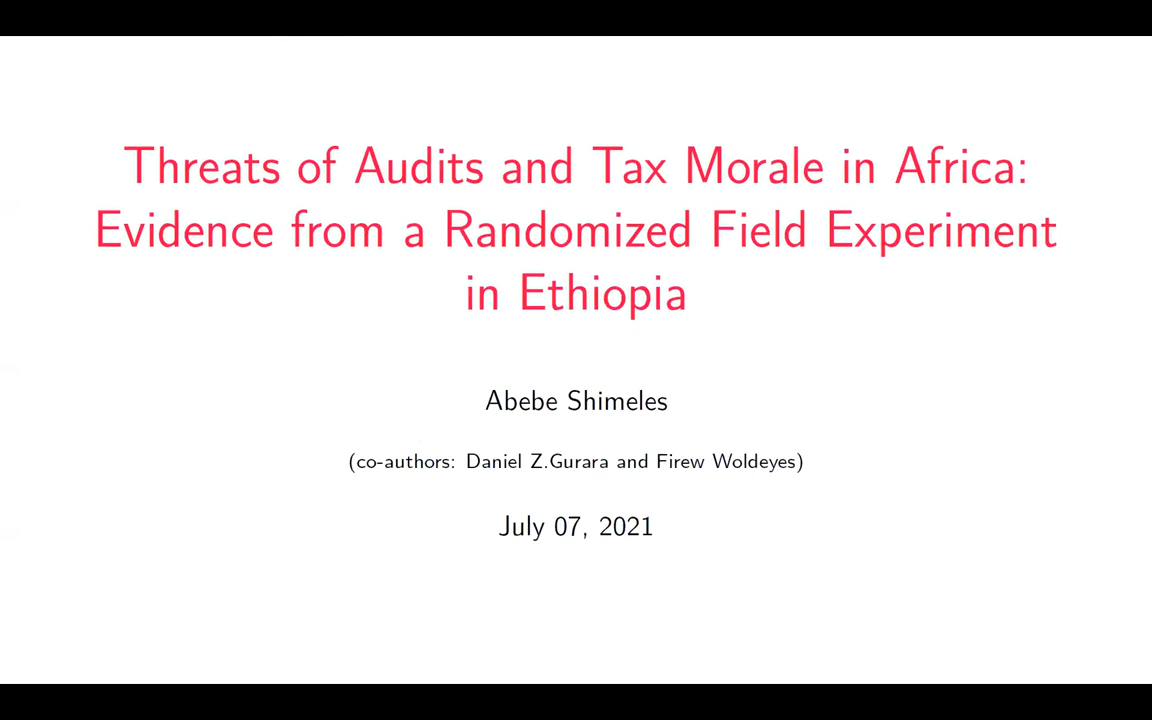 Threats of Audits and Tax Morale in Africa:
Evidence from a Randomized Field Experiment
in Ethiopia
Abebe Shimeles
(co-authors: Daniel Z.Gurara and Firew Woldeyes)
July 07, 2021